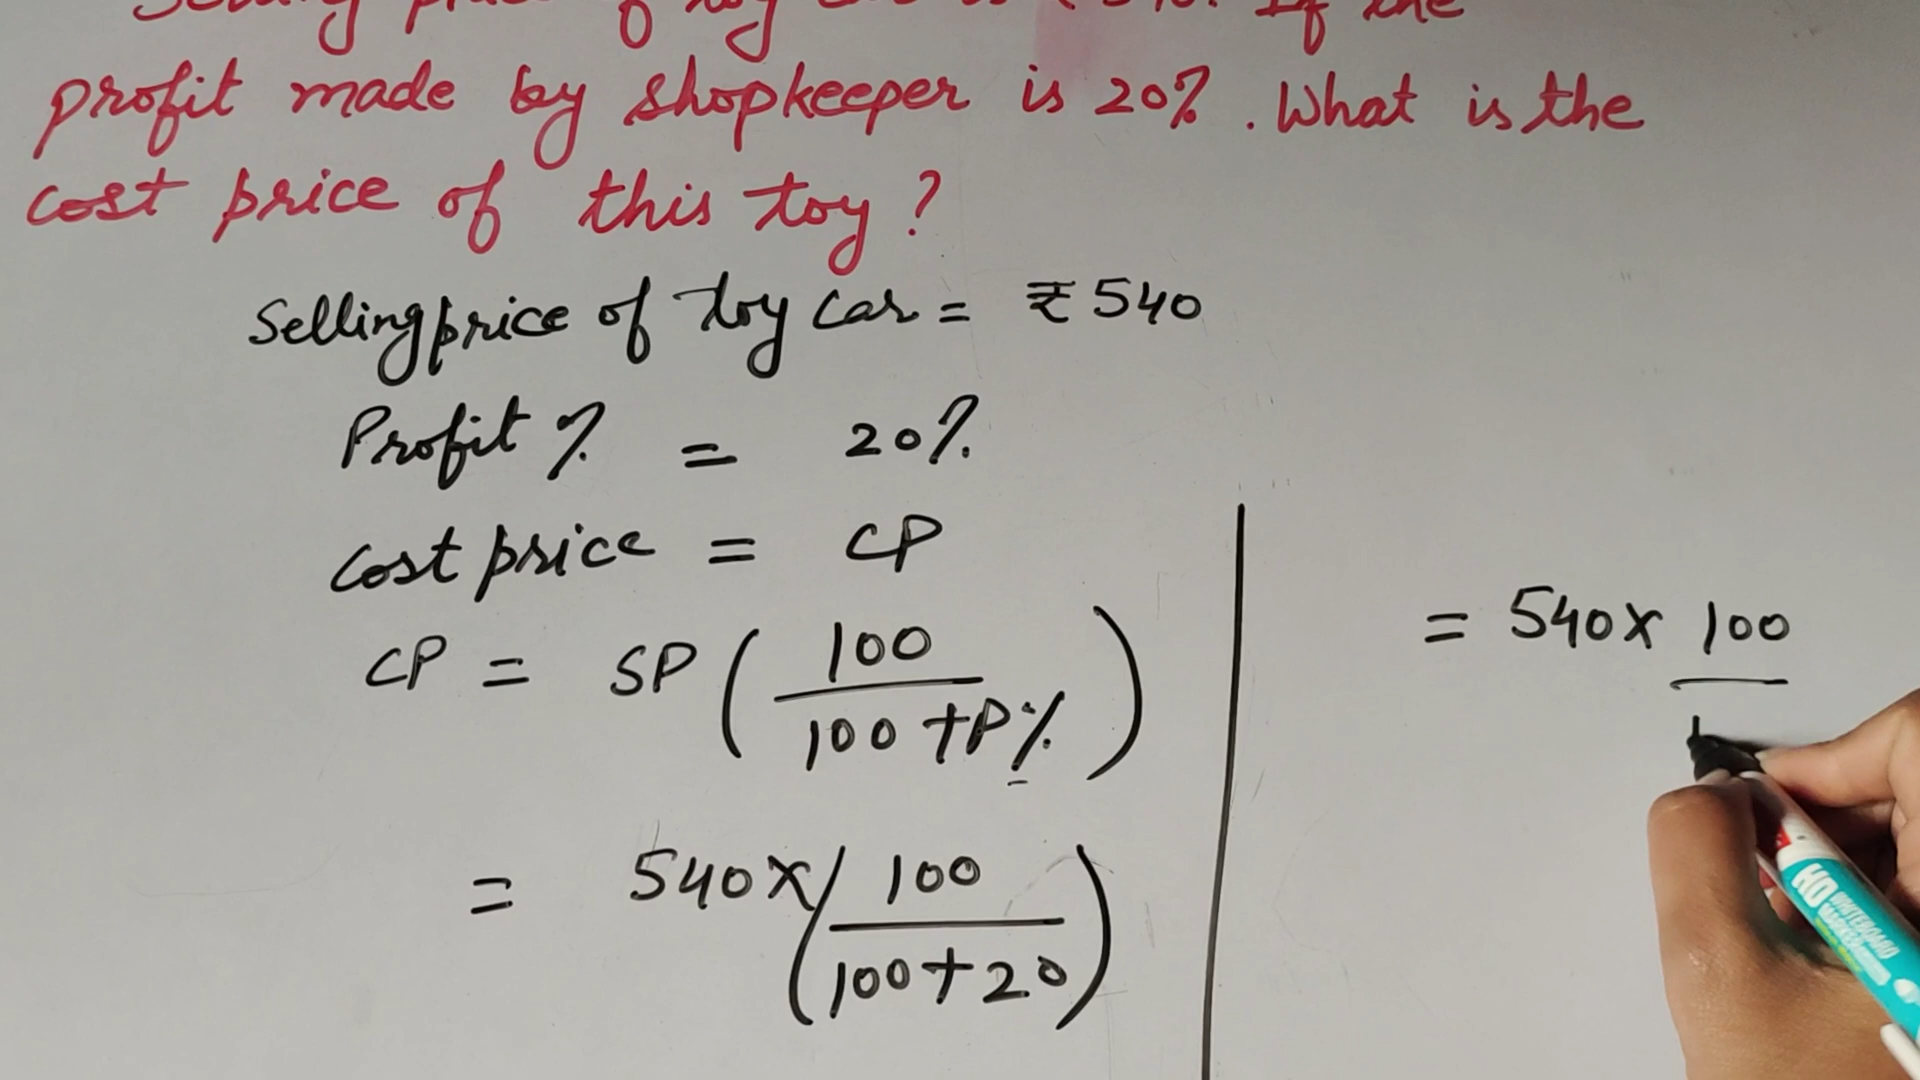 profit made by shopkeeper is 20%. What is the
cost price of this toy?
Selling price of toy car = ₹540
Profit % = 20%
Cost price = CP
CP = SP ( 100 / 100 + P% )
= 540 x ( 100 / 100 + 20 )
= 540 x 100